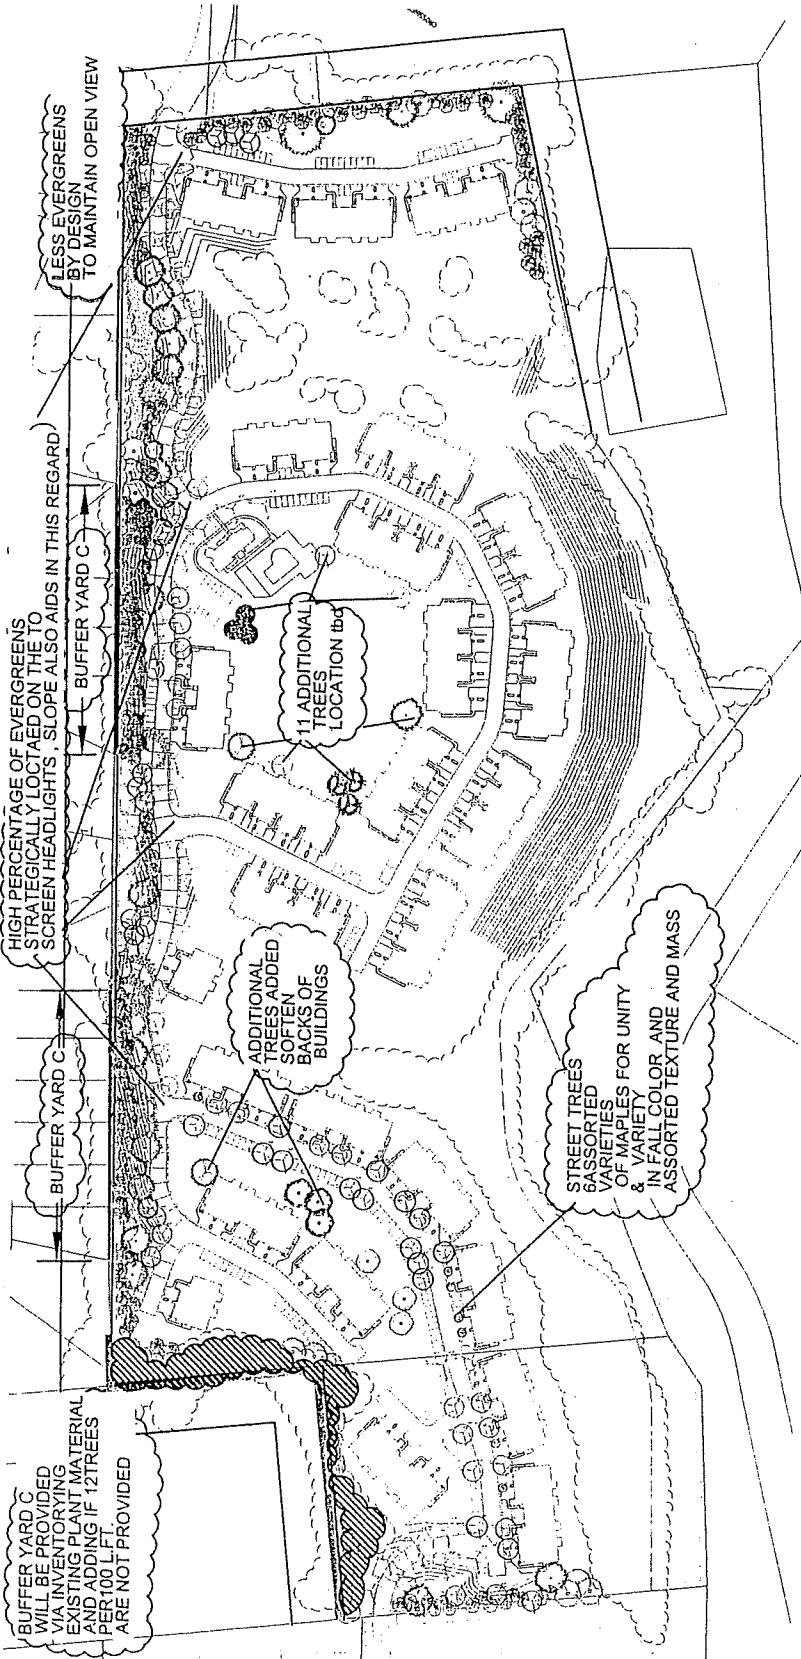 BUFFER YARD C
WILL BE PROVIDED
VIA INVENTORYING
EXISTING PLANT MATERIAL
AND ADDING IF 12TREES
PER100 L.FT.
ARE NOT PROVIDED
BUFFER YARD C
HIGH PERCENTAGE OF EVERGREENS
STRATEGICALLY LOCTAED ON THE TO
SCREEN HEADLIGHTS , SLOPE ALSO AIDS IN THIS REGARD
BUFFER YARD C
LESS EVERGREENS
BY DESIGN
TO MAINTAIN OPEN VIEW
ADDITIONAL
TREES ADDED
SOFTEN
BACKS OF
BUILDINGS
11 ADDITIONAL
TREES
LOCATION tbd
STREET TREES
6ASSORTED
VARIETIES
OF MAPLES FOR UNITY
& VARIETY
IN FALL COLOR AND
ASSORTED TEXTURE AND MASS